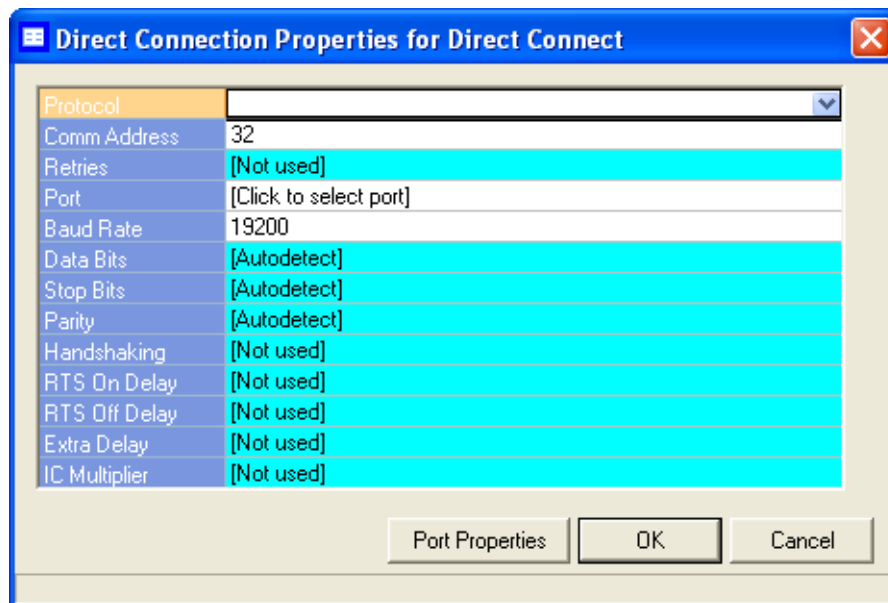 Direct Connection Properties for Direct Connect
Protocol
Comm Address 32
Retries [Not used]
Port [Click to select port]
Baud Rate 19200
Data Bits [Autodetect]
Stop Bits [Autodetect]
Parity [Autodetect]
Handshaking [Not used]
RTS On Delay [Not used]
RTS Off Delay [Not used]
Extra Delay [Not used]
IC Multiplier [Not used]
Port Properties OK Cancel